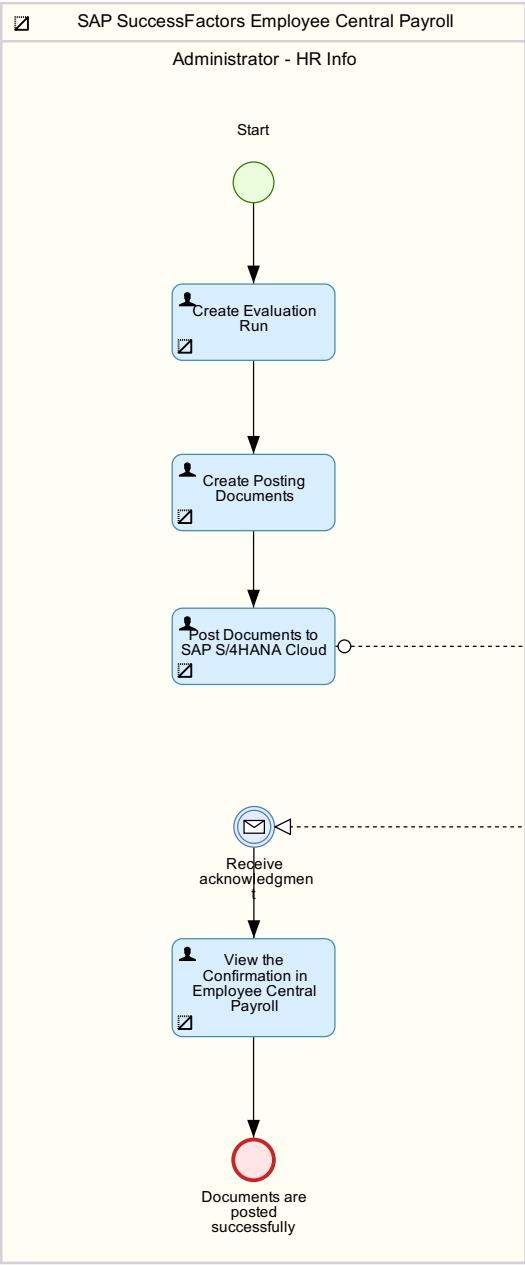 SAP SuccessFactors Employee Central Payroll
Administrator - HR Info
Start
Create Evaluation
Run
Create Posting
Documents
Post Documents to
SAP S/4HANA Cloud
Receive
acknowledgmen
t
View the
Confirmation in
Employee Central
Payroll
Documents are
posted
successfully